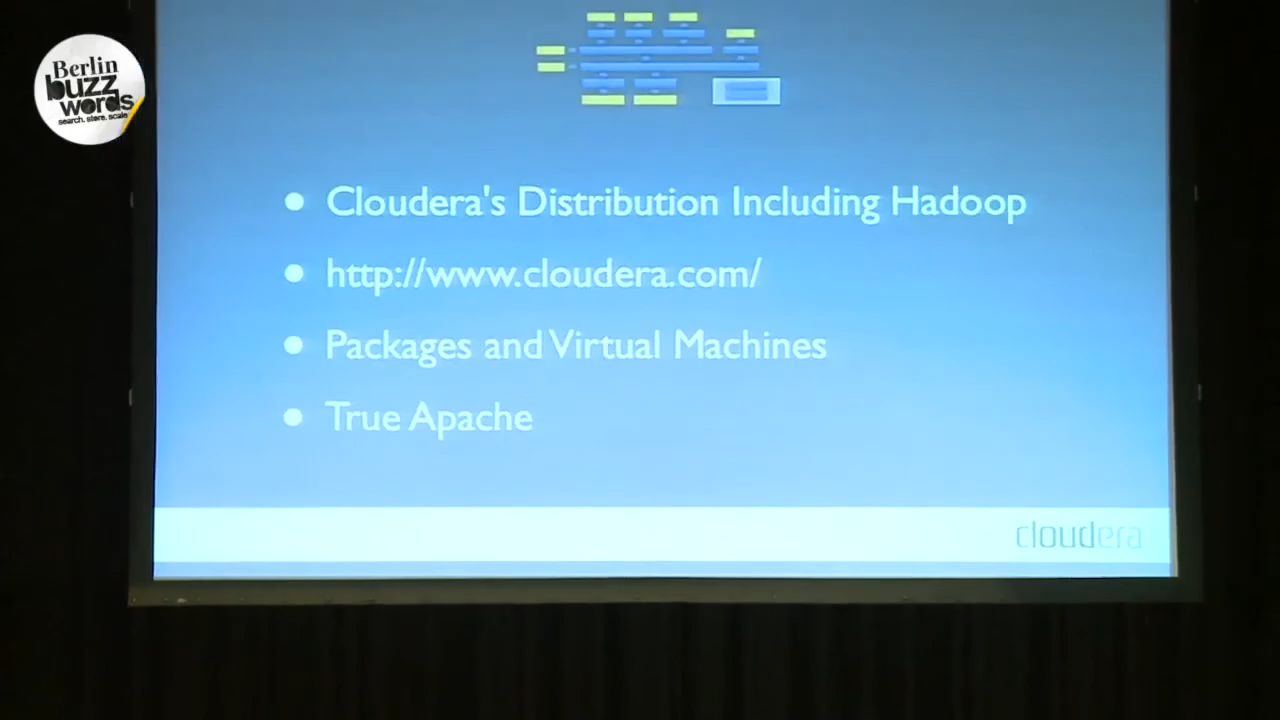 Berlin
buzz
words
search. store. scale
Cloudera's Distribution Including Hadoop
http://www.cloudera.com/
Packages and Virtual Machines
True Apache
cloudera